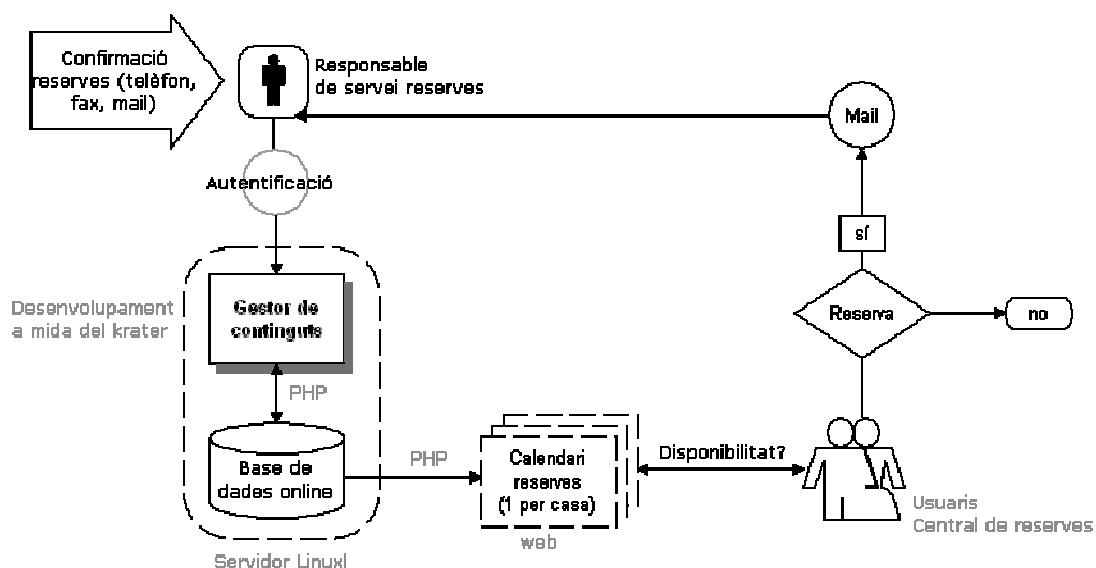 Confirmació
reserves (telèfon,
fax, mail)
Responsable
de servei reserves
Mail
Autentificació
sí
Desenvolupament
a mida del krater
Gestor de
continguts
Reserva
no
PHP
Base de
dades online
PHP
Calendari
reserves
(1 per casa)
web
Disponibilitat?
Usuaris
Central de reserves
Servidor Linuxl